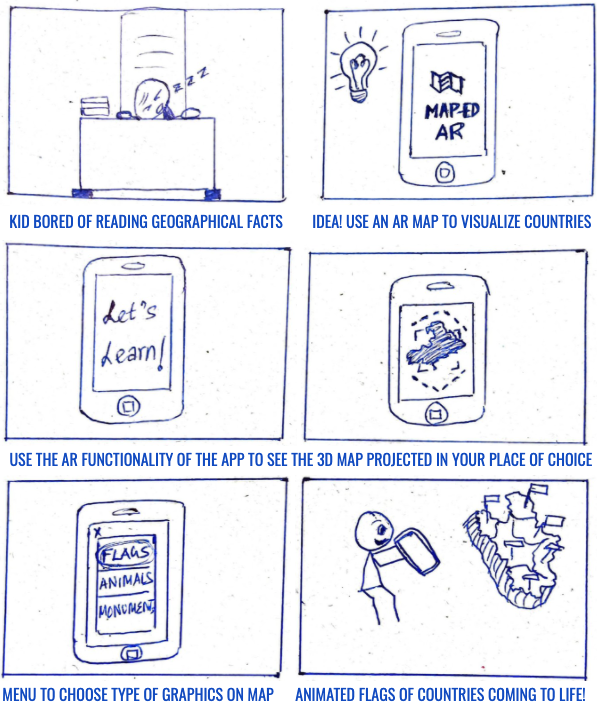 zzz
KID BORED OF READING GEOGRAPHICAL FACTS
MAP-ED
AR
IDEA! USE AN AR MAP TO VISUALIZE COUNTRIES
Let's
Learn!
USE THE AR FUNCTIONALITY OF THE APP TO SEE THE 3D MAP PROJECTED IN YOUR PLACE OF CHOICE
X
FLAGS
ANIMALS
MONUMENT
MENU TO CHOOSE TYPE OF GRAPHICS ON MAP
ANIMATED FLAGS OF COUNTRIES COMING TO LIFE!